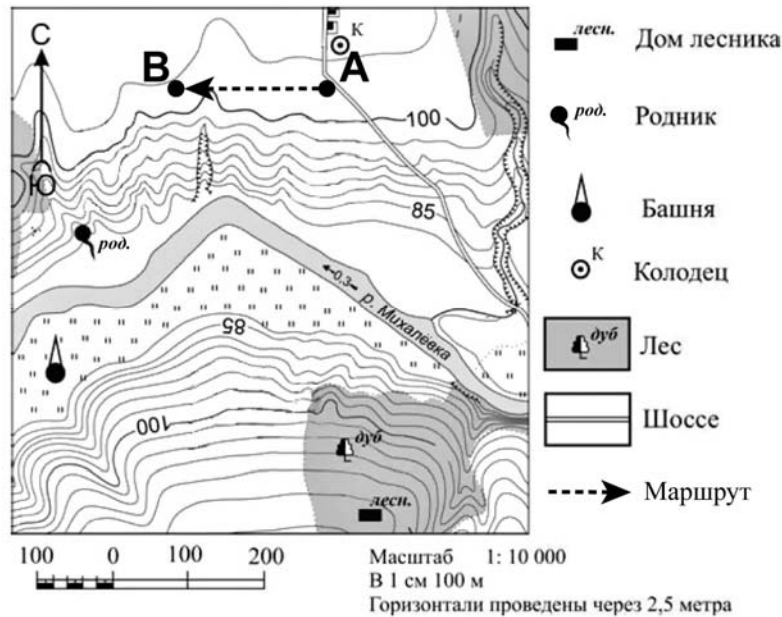 С
К
В
А
100
Ю
85
род.
0,3
р. Михалёвка
85
100
дуб
лесн.
лесн.
Дом лесника
род.
Родник
Башня
К
Колодец
дуб
Лес
Шоссе
Маршрут
100 0 100 200
Масштаб 1: 10 000
В 1 см 100 м
Горизонтали проведены через 2,5 метра